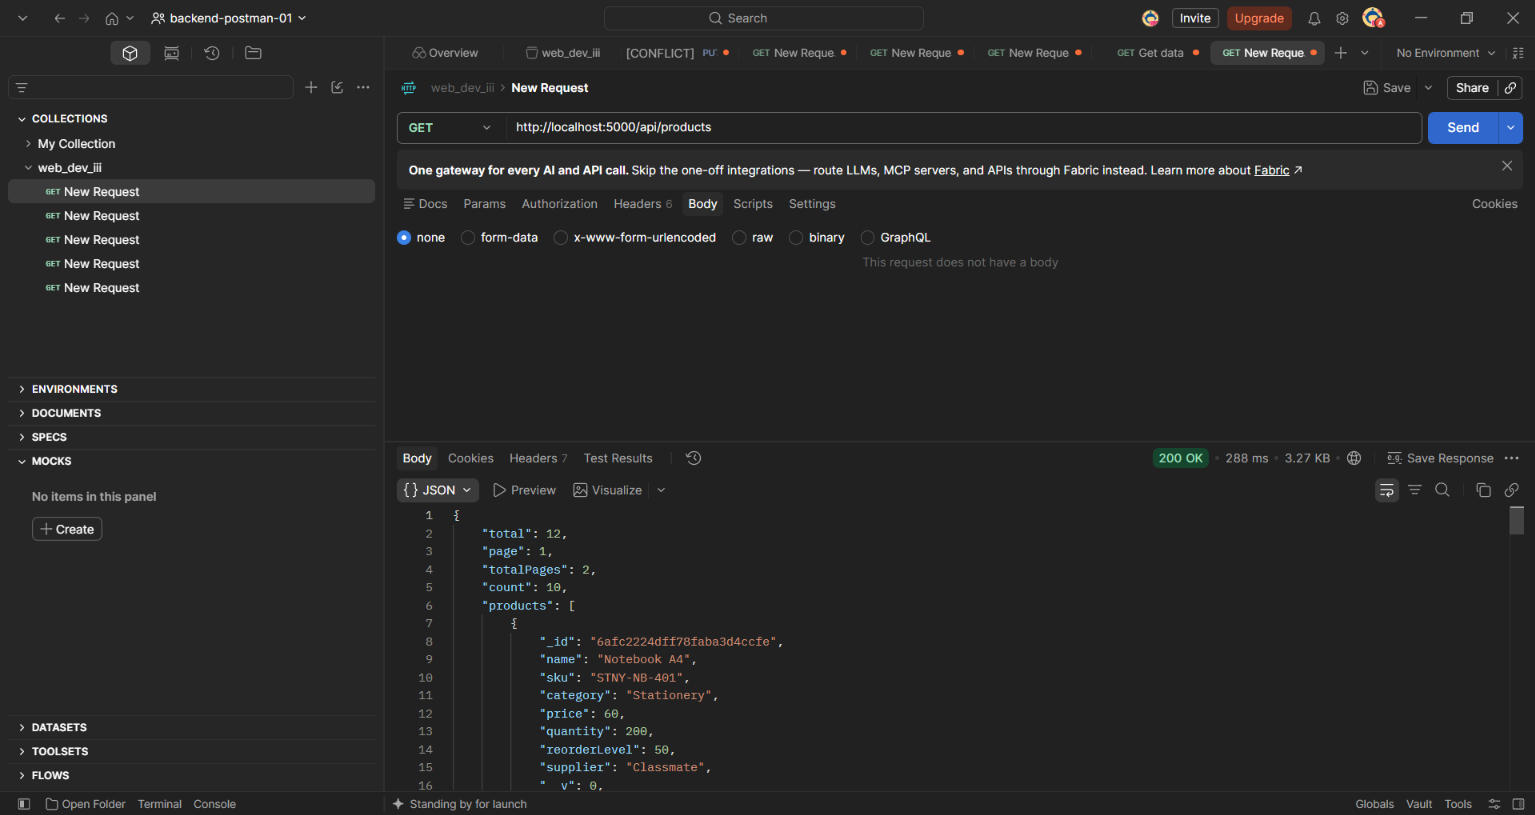 backend-postman-01
Search
Invite
Upgrade
Overview
web_dev_iii
[CONFLICT] PU
GET New Reque
GET New Reque
GET New Reque
GET Get data
GET New Reque
No Environment
HTTP web_dev_iii > New Request
Save
Share
COLLECTIONS
My Collection
web_dev_iii
GET New Request
GET New Request
GET New Request
GET New Request
GET New Request
ENVIRONMENTS
DOCUMENTS
SPECS
MOCKS
No items in this panel
+ Create
DATASETS
TOOLSETS
FLOWS
GET
http://localhost:5000/api/products
Send
One gateway for every AI and API call. Skip the one-off integrations — route LLMs, MCP servers, and APIs through Fabric instead. Learn more about Fabric ↗
Docs Params Authorization Headers 6 Body Scripts Settings Cookies
none form-data x-www-form-urlencoded raw binary GraphQL
This request does not have a body
Body Cookies Headers 7 Test Results
200 OK • 288 ms • 3.27 KB
e.g. Save Response
{} JSON Preview Visualize
1 {
2 "total": 12,
3 "page": 1,
4 "totalPages": 2,
5 "count": 10,
6 "products": [
7 {
8 "_id": "6afc2224dff78faba3d4ccfe",
9 "name": "Notebook A4",
10 "sku": "STNY-NB-401",
11 "category": "Stationery",
12 "price": 60,
13 "quantity": 200,
14 "reorderLevel": 50,
15 "supplier": "Classmate",
16 "__v": 0,
Open Folder Terminal Console
Standing by for launch
Globals Vault Tools